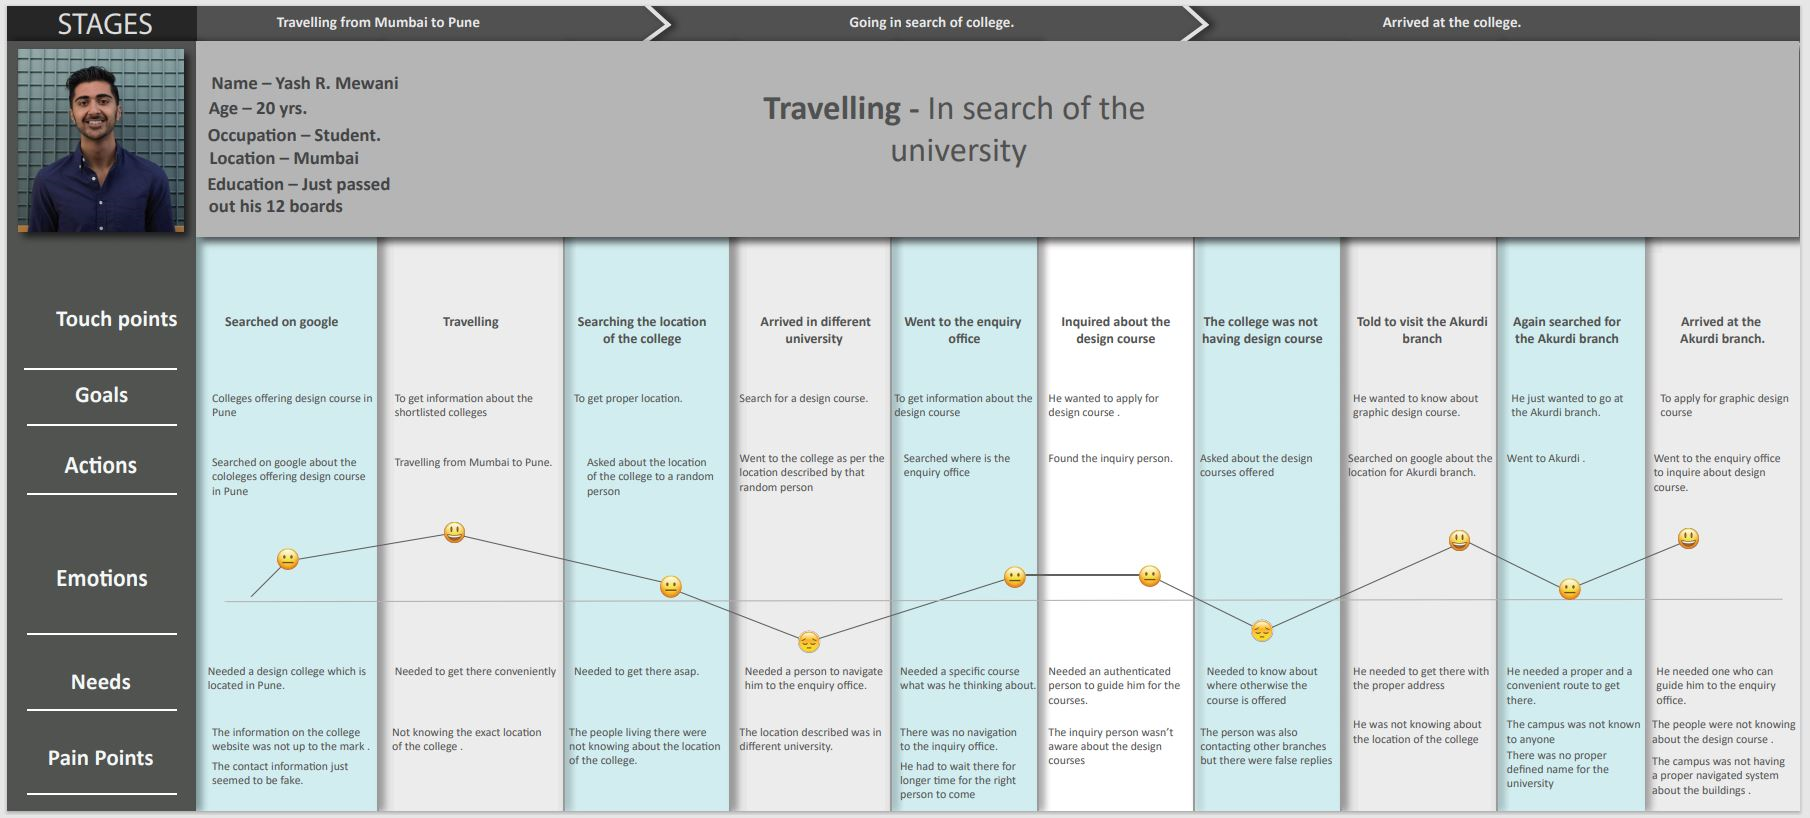 STAGES
Travelling from Mumbai to Pune
Going in search of college.
Arrived at the college.
Name – Yash R. Mewani
Age – 20 yrs.
Occupation – Student.
Location – Mumbai
Education – Just passed
out his 12 boards
Travelling - In search of the
university
Touch points
Searched on google
Travelling
Searching the location
of the college
Arrived in different
university
Went to the enquiry
office
Inquired about the
design course
The college was not
having design course
Told to visit the Akurdi
branch
Again searched for
the Akurdi branch
Arrived at the
Akurdi branch.
Goals
Colleges offering design course in
Pune
To get information about the
shortlisted colleges
To get proper location.
Search for a design course.
To get information about the
design course
He wanted to apply for
design course .
He wanted to know about
graphic design course.
He just wanted to go at
the Akurdi branch.
To apply for graphic design
course
Actions
Searched on google about the
cololeges offering design course
in Pune
Travelling from Mumbai to Pune.
Asked about the location
of the college to a random
person
Went to the college as per the
location described by that
random person
Searched where is the
enquiry office
Found the inquiry person.
Asked about the design
courses offered
Searched on google about the
location for Akurdi branch.
Went to Akurdi .
Went to the enquiry office
to inquire about design
course.
Emotions
Needs
Needed a design college which is
located in Pune.
Needed to get there conveniently
Needed to get there asap.
Needed a person to navigate
him to the enquiry office.
Needed a specific course
what was he thinking about.
Needed an authenticated
person to guide him for the
courses.
Needed to know about
where otherwise the
course is offered
He needed to get there with
the proper address
He needed a proper and a
convenient route to get
there.
He needed one who can
guide him to the enquiry
office.
Pain Points
The information on the college
website was not up to the mark .
The contact information just
seemed to be fake.
Not knowing the exact location
of the college .
The people living there were
not knowing about the location
of the college.
The location described was in
different university.
There was no navigation
to the inquiry office.
He had to wait there for
longer time for the right
person to come
The inquiry person wasn't
aware about the design
courses
The person was also
contacting other branches
but there were false replies
He was not knowing about
the location of the college
The campus was not known
to anyone
There was no proper
defined name for the
university
The people were not knowing
about the design course .
The campus was not having
a proper navigated system
about the buildings .